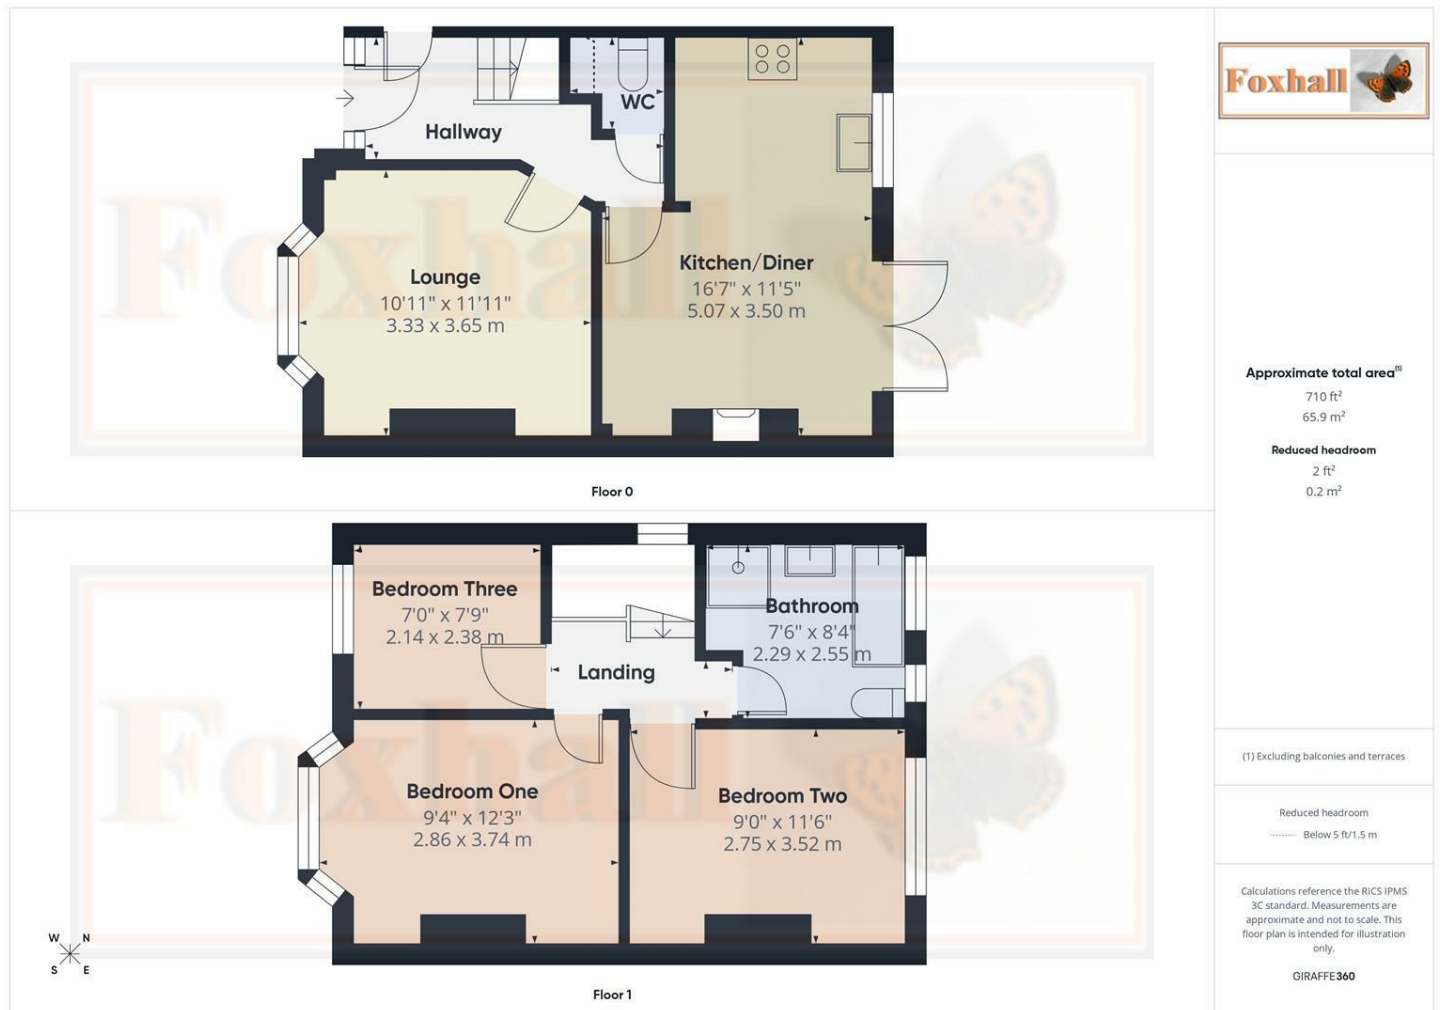 Foxhall
WC
Hallway
Lounge
10'11" x 11'11"
3.33 x 3.65 m
Kitchen/Diner
16'7" x 11'5"
5.07 x 3.50 m
Foxhall
Floor 0
Bedroom Three
7'0" x 7'9"
2.14 x 2.38 m
Landing
Bathroom
7'6" x 8'4"
2.29 x 2.55 m
Foxhall
Bedroom One
9'4" x 12'3"
2.86 x 3.74 m
Bedroom Two
9'0" x 11'6"
2.75 x 3.52 m
W N
S E
Floor 1
Foxhall
Approximate total area(1)
710 ft²
65.9 m²
Reduced headroom
2 ft²
0.2 m²
(1) Excluding balconies and terraces
Reduced headroom
Below 5 ft/1.5 m
Calculations reference the RICS IPMS
3C standard. Measurements are
approximate and not to scale. This
floor plan is intended for illustration
only.
GIRAFFE360